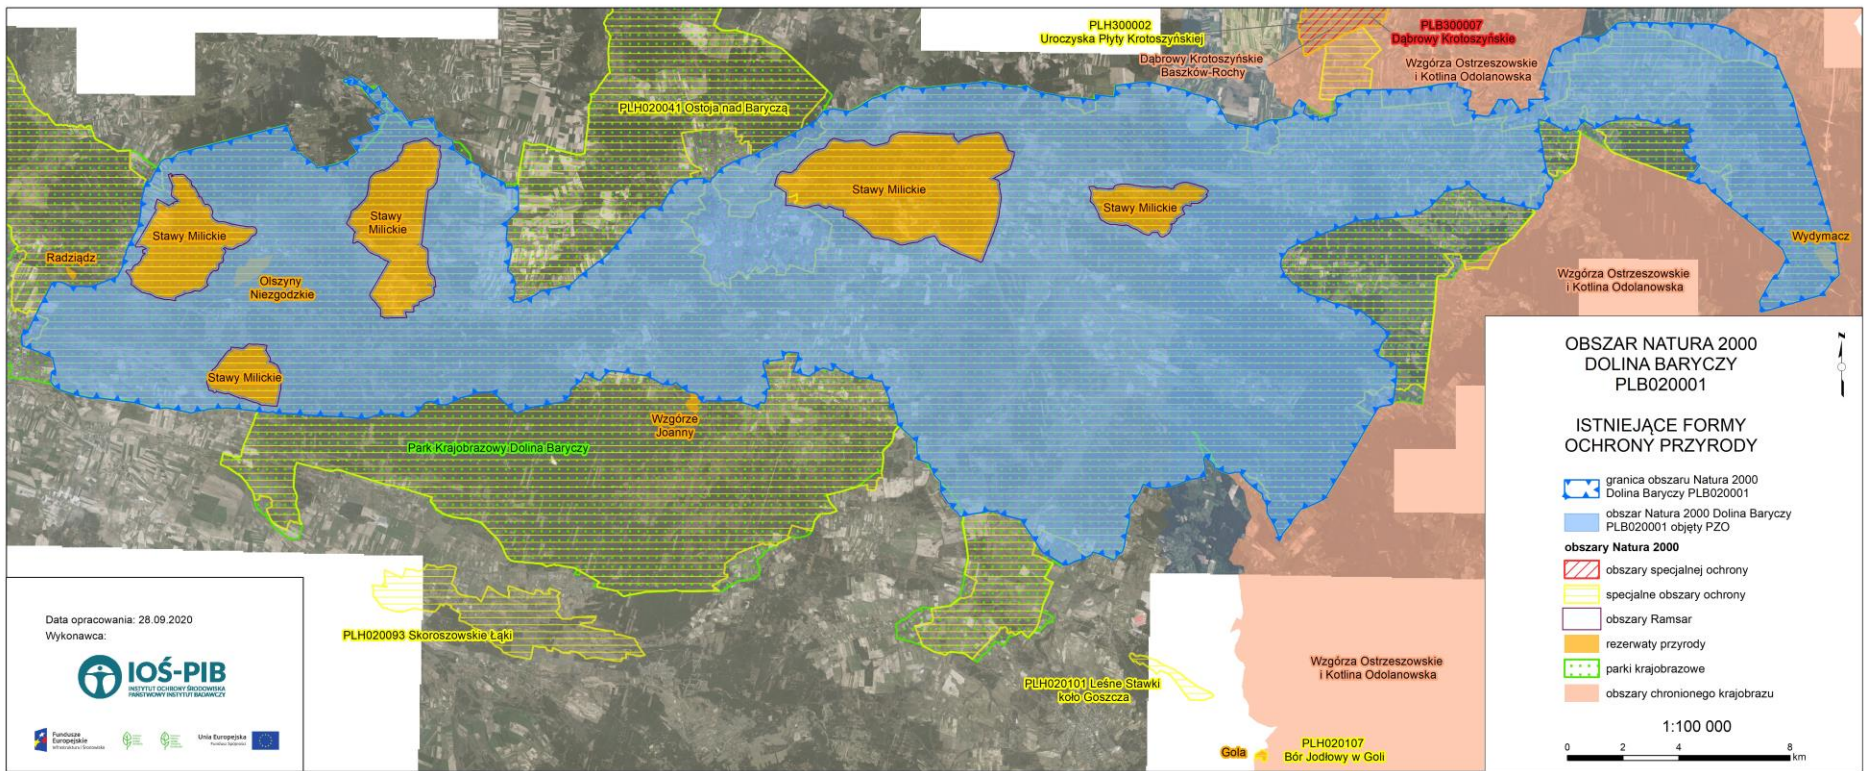 PLH300002
Uroczyska Płyty Krotoszyńskiej
PLB300007
Dąbrowy Krotoszyńskie
Dąbrowy Krotoszyńskie
Baszków-Rochy
Wzgórza Ostrzeszowskie
i Kotlina Odolanowska
PLH020041 Ostoja nad Baryczą
Stawy Milickie
Stawy
Milickie
Stawy Milickie
Stawy Milickie
Radziądz
Olszyny
Niezgodzkie
Wydymacz
Wzgórza Ostrzeszowskie
i Kotlina Odolanowska
Stawy Milickie
Wzgórze
Joanny
Park Krajobrazowy Dolina Baryczy
PLH020093 Skoroszowskie Łąki
PLH020101 Leśne Stawki
koło Goszcza
Wzgórza Ostrzeszowskie
i Kotlina Odolanowska
Gola
PLH020107
Bór Jodłowy w Goli
Data opracowania: 28.09.2020
Wykonawca:
IOŚ-PIB
INSTYTUT OCHRONY ŚRODOWISKA
PAŃSTWOWY INSTYTUT BADAWCZY
Fundusze
Europejskie
Infrastruktura i Środowisko
Unia Europejska
Fundusz Spójności
OBSZAR NATURA 2000
DOLINA BARYCZY
PLB020001
N
ISTNIEJĄCE FORMY
OCHRONY PRZYRODY
granica obszaru Natura 2000
Dolina Baryczy PLB020001
obszar Natura 2000 Dolina Baryczy
PLB020001 objęty PZO
obszary Natura 2000
obszary specjalnej ochrony
specjalne obszary ochrony
obszary Ramsar
rezerwaty przyrody
parki krajobrazowe
obszary chronionego krajobrazu
1:100 000
0 2 4 8
km